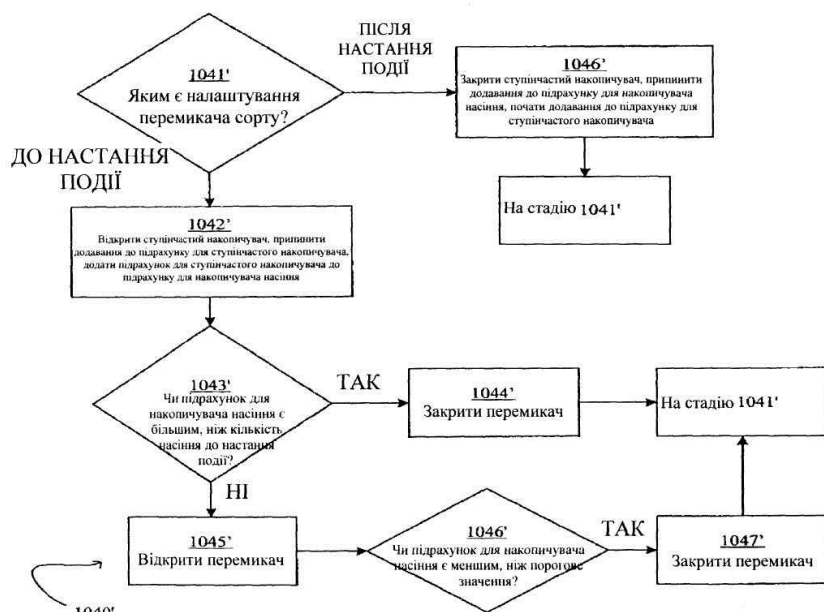 1041'
Яким є налаштування
перемикача сорту?
ПІСЛЯ
НАСТАННЯ
ПОДІЇ
1046'
Закрити ступінчастий накопичувач, припинити
додавання до підрахунку для накопичувача
насіння, почати додавання до підрахунку для
ступінчастого накопичувача
На стадію 1041'
ДО НАСТАННЯ
ПОДІЇ
1042'
Відкрити ступінчастий накопичувач, припинити
додавання до підрахунку для ступінчастого накопичувача,
додати підрахунок для ступінчастого накопичувача до
підрахунку для накопичувача насіння
1043'
Чи підрахунок для
накопичувача насіння є
більшим, ніж кількість
насіння до настання
події?
ТАК
1044'
Закрити перемикач
На стадію 1041'
НІ
1045'
Відкрити перемикач
1046'
Чи підрахунок для накопичувача
насіння є меншим, ніж порогове
значення?
ТАК
1047'
Закрити перемикач
1040'